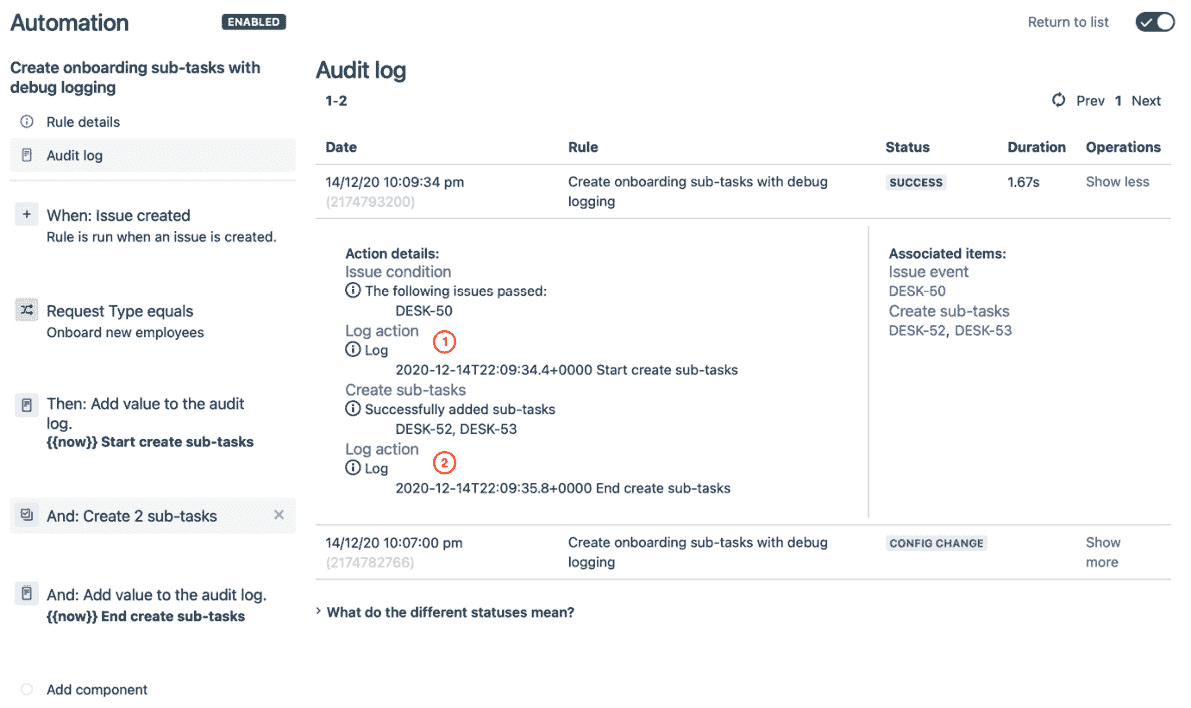 Automation
ENABLED
Return to list
Create onboarding sub-tasks with
debug logging
Rule details
Audit log
When: Issue created
Rule is run when an issue is created.
Request Type equals
Onboard new employees
Then: Add value to the audit
log.
{{now}} Start create sub-tasks
And: Create 2 sub-tasks
And: Add value to the audit log.
{{now}} End create sub-tasks
Add component
Audit log
1-2
Prev 1 Next
Date Rule Status Duration Operations
14/12/20 10:09:34 pm Create onboarding sub-tasks with debug SUCCESS 1.67s Show less
(2174793200) logging
Action details:
Issue condition
The following issues passed:
DESK-50
Log action
1
Log
2020-12-14T22:09:34.4+0000 Start create sub-tasks
Create sub-tasks
Successfully added sub-tasks
DESK-52, DESK-53
Log action
2
Log
2020-12-14T22:09:35.8+0000 End create sub-tasks
Associated items:
Issue event
DESK-50
Create sub-tasks
DESK-52, DESK-53
14/12/20 10:07:00 pm Create onboarding sub-tasks with debug CONFIG CHANGE Show
(2174782766) logging more
What do the different statuses mean?